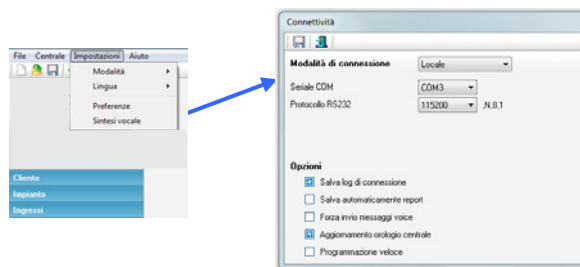 File Centrale Impostazioni Aiuto
Modalità
Lingua
Preferenze
Sintesi vocale
Cliente
Impianto
Ingressi
Connettività
Modalità di connessione Locale
Seriale COM COM3
Protocollo RS232 115200 ,N,8,1
Opzioni
Salva log di connessione
Salva automaticamente report
Forza invio messaggi voice
Aggiornamento orologio centrale
Programmazione veloce